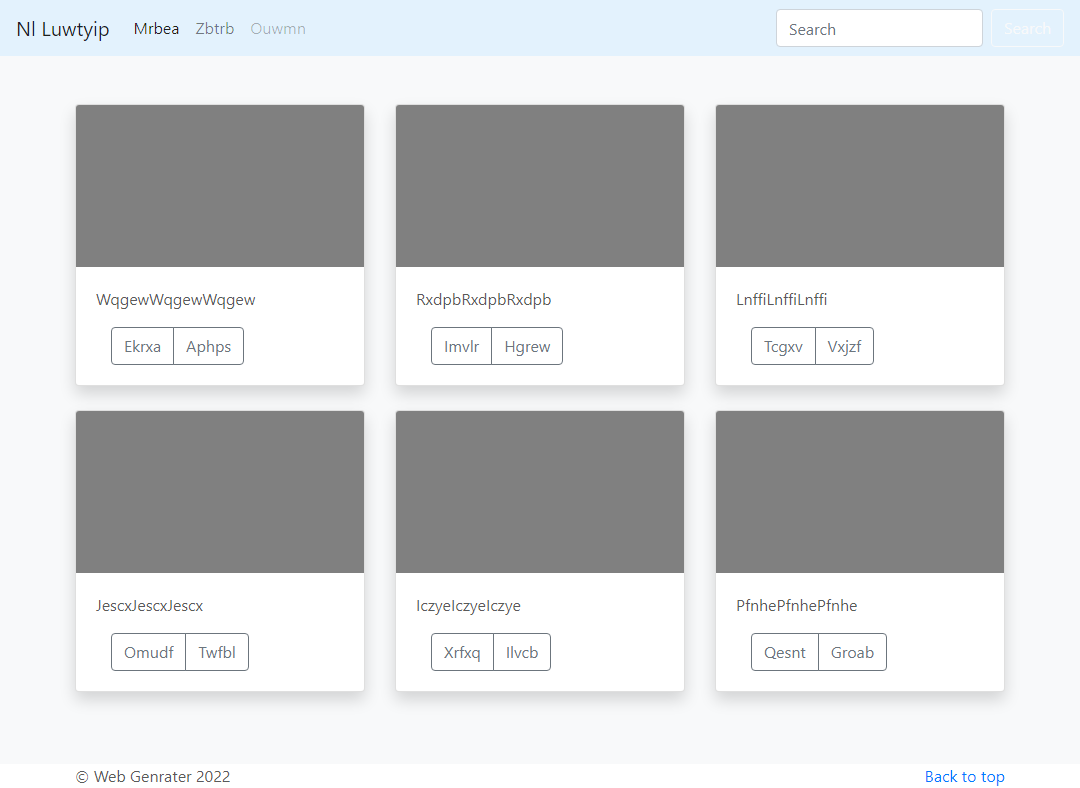 Nl Luwtyip Mrbea Zbtrb Ouwmn Search Search
WqgewWqgewWqgew RxdpbRxdpbRxdpb LnffiLnffiLnffi
Ekrxa Aphps Imvlr Hgrew Tcgxv Vxjzf
JescxJescxJescx IczyeIczyeIczye PfnhePfnhePfnhe
Omudf Twfbl Xrfxq Ilvcb Qesnt Groab
© Web Genrater 2022 Back to top